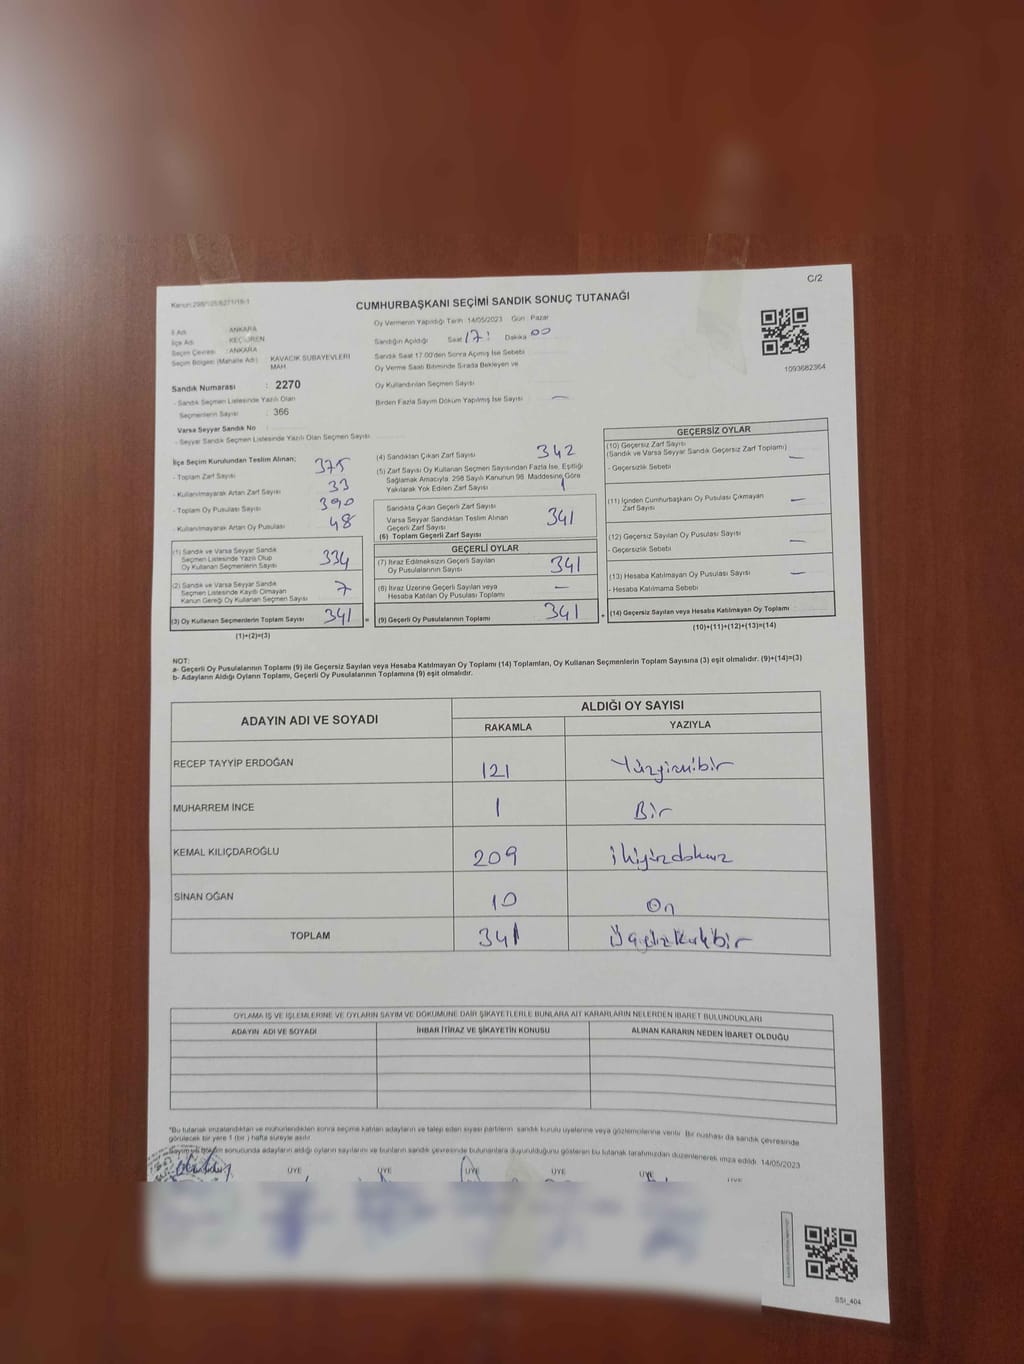 C/2
Kanun:298/
CUMHURBAŞKANI SEÇİMİ SANDIK SONUÇ TUTANAĞI
İl Adı : ANKARA
İlçe Adı : KEÇİÖREN
Seçim Çevresi : ANKARA
Seçim Bölgesi (Mahalle Adı) : KAVACIK SUBAYEVLERİ
MAH
Sandık Numarası : 2270
- Sandık Seçmen Listesinde Yazılı Olan
Seçmenlerin Sayısı : 366
Varsa Seyyar Sandık No
- Seyyar Sandık Seçmen Listesinde Yazılı Olan Seçmen Sayısı
Oy Vermenin Yapıldığı Tarih : 14/05/2023 Gün : Pazar
Sandığın Açıldığı Saat 17: Dakika 00
Sandık Saat 17.00'den Sonra Açılmış İse Sebebi
Oy Verme Saati Bitiminde Sırada Bekleyen ve
Oy Kullandırılan Seçmen Sayısı
Birden Fazla Sayım Döküm Yapılmış İse Sayısı —
1093682364
İlçe Seçim Kurulundan Teslim Alınan;
- Toplam Zarf Sayısı 375
- Kullanılmayarak Artan Zarf Sayısı 33
- Toplam Oy Pusulası Sayısı 390
- Kullanılmayarak Artan Oy Pusulası 48
(1) Sandık ve Varsa Seyyar Sandık
Seçmen Listesinde Yazılı Olup
Oy Kullanan Seçmenlerin Sayısı 334
(2) Sandık ve Varsa Seyyar Sandık
Seçmen Listesinde Kayıtlı Olmayan
Kanun Gereği Oy Kullanan Seçmen Sayısı 7
(3) Oy Kullanan Seçmenlerin Toplam Sayısı 341 =
(1)+(2)=(3)
(4) Sandıktan Çıkan Zarf Sayısı 342
(5) Zarf Sayısı Oy Kullanan Seçmen Sayısından Fazla İse, Eşitliği
Sağlamak Amacıyla, 298 Sayılı Kanunun 98. Maddesine Göre
Yakılarak Yok Edilen Zarf Sayısı 1
Sandıkta Çıkan Geçerli Zarf Sayısı
Varsa Seyyar Sandıktan Teslim Alınan
Geçerli Zarf Sayısı 341
(6) Toplam Geçerli Zarf Sayısı
GEÇERLİ OYLAR
(7) İtiraz Edilmeksizin Geçerli Sayılan
Oy Pusulalarının Sayısı 341
(8) İtiraz Üzerine Geçerli Sayılan veya
Hesaba Katılan Oy Pusulası Toplamı —
(9) Geçerli Oy Pusulalarının Toplamı 341 +
GEÇERSİZ OYLAR
(10) Geçersiz Zarf Sayısı
(Sandık ve Varsa Seyyar Sandık Geçersiz Zarf Toplamı)
- Geçersizlik Sebebi —
(11) İçinden Cumhurbaşkanı Oy Pusulası Çıkmayan
Zarf Sayısı —
(12) Geçersiz Sayılan Oy Pusulası Sayısı
- Geçersizlik Sebebi —
(13) Hesaba Katılmayan Oy Pusulası Sayısı —
- Hesaba Katılmama Sebebi
(14) Geçersiz Sayılan veya Hesaba Katılmayan Oy Toplamı
(10)+(11)+(12)+(13)=(14)
NOT:
a- Geçerli Oy Pusulalarının Toplamı (9) ile Geçersiz Sayılan veya Hesaba Katılmayan Oy Toplamı (14) Toplamları, Oy Kullanan Seçmenlerin Toplam Sayısına (3) eşit olmalıdır. (9)+(14)=(3)
b- Adayların Aldığı Oyların Toplamı, Geçerli Oy Pusulalarının Toplamına (9) eşit olmalıdır.
ADAYIN ADI VE SOYADI
ALDIĞI OY SAYISI
RAKAMLA YAZIYLA
RECEP TAYYİP ERDOĞAN 121 Yüzyirmibir
MUHARREM İNCE 1 Bir
KEMAL KILIÇDAROĞLU 209 ikiyüzdokuz
SİNAN OĞAN 10 On
TOPLAM 341 Üçyüzkırkbir
OYLAMA İŞ VE İŞLEMLERİNE VE OYLARIN SAYIM VE DÖKÜMÜNE DAİR ŞİKAYETLERLE BUNLARA AİT KARARLARIN NELERDEN İBARET BULUNDUKLARI
ADAYIN ADI VE SOYADI İHBAR İTİRAZ VE ŞİKAYETİN KONUSU ALINAN KARARIN NEDEN İBARET OLDUĞU
*Bu tutanak imzalandıktan ve mühürlendikten sonra seçime katılan adayların ve talep eden siyasi partilerin sandık kurulu üyelerine veya gözlemcilerine verilir. Bir nüshası da sandık çevresinde
görülecek bir yere 1 (bir ) hafta süreyle asılır.
Sayım ve döküm sonucunda adayların aldığı oyların sayılarını ve bunların sandık çevresinde bulunanlara duyurulduğunu gösteren bu tutanak tarafımızdan düzenlenerek imza edildi. 14/05/2023
ÜYE ÜYE ÜYE ÜYE ÜYE ÜYE
SSI_404